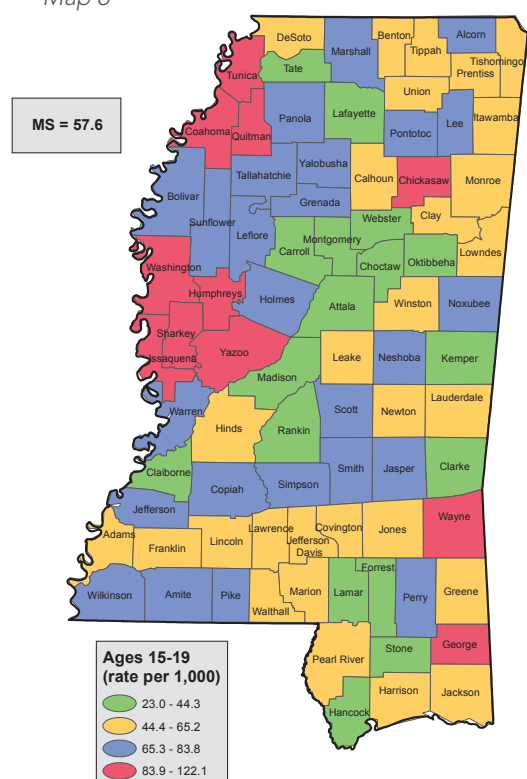 Map 8
MS = 57.6
DeSoto
Marshall
Benton
Tippah
Alcorn
Tishomingo
Prentiss
Tunica
Tate
Union
Itawamba
Lafayette
Panola
Lee
Pontotoc
Coahoma
Quitman
Yalobusha
Tallahatchie
Calhoun
Chickasaw
Monroe
Bolivar
Grenada
Sunflower
Leflore
Webster
Clay
Montgomery
Carroll
Choctaw
Oktibbeha
Lowndes
Washington
Humphreys
Holmes
Attala
Winston
Noxubee
Sharkey
Issaquena
Yazoo
Leake
Neshoba
Kemper
Madison
Warren
Hinds
Rankin
Scott
Newton
Lauderdale
Claiborne
Copiah
Simpson
Smith
Jasper
Clarke
Jefferson
Adams
Franklin
Lincoln
Lawrence
Jefferson
Davis
Covington
Jones
Wayne
Wilkinson
Amite
Pike
Walthall
Marion
Lamar
Forrest
Perry
Greene
Pearl River
Stone
George
Hancock
Harrison
Jackson
Ages 15-19
(rate per 1,000)
23.0 - 44.3
44.4 - 65.2
65.3 - 83.8
83.9 - 122.1